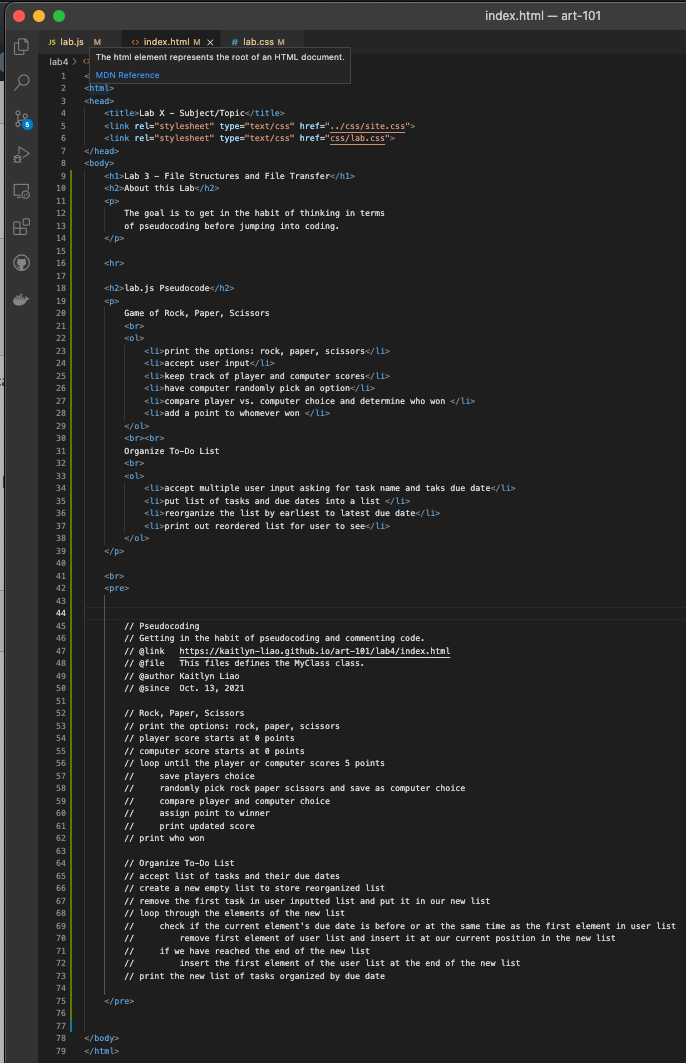 index.html — art-101
JS lab.js M
<> index.html M ×
# lab.css M
lab4 > <>
The html element represents the root of an HTML document.
MDN Reference
1 <
2 <html>
3 <head>
4 <title>Lab X - Subject/Topic</title>
5 <link rel="stylesheet" type="text/css" href="../css/site.css">
6 <link rel="stylesheet" type="text/css" href="css/lab.css">
7 </head>
8 <body>
9 <h1>Lab 3 - File Structures and File Transfer</h1>
10 <h2>About this Lab</h2>
11 <p>
12 The goal is to get in the habit of thinking in terms
13 of pseudocoding before jumping into coding.
14 </p>
15
16 <hr>
17
18 <h2>lab.js Pseudocode</h2>
19 <p>
20 Game of Rock, Paper, Scissors
21 <br>
22 <ol>
23 <li>print the options: rock, paper, scissors</li>
24 <li>accept user input</li>
25 <li>keep track of player and computer scores</li>
26 <li>have computer randomly pick an option</li>
27 <li>compare player vs. computer choice and determine who won </li>
28 <li>add a point to whomever won </li>
29 </ol>
30 <br><br>
31 Organize To-Do List
32 <br>
33 <ol>
34 <li>accept multiple user input asking for task name and taks due date</li>
35 <li>put list of tasks and due dates into a list </li>
36 <li>reorganize the list by earliest to latest due date</li>
37 <li>print out reordered list for user to see</li>
38 </ol>
39 </p>
40
41 <br>
42 <pre>
43
44
45 // Pseudocoding
46 // Getting in the habit of pseudocoding and commenting code.
47 // @link https://kaitlyn-liao.github.io/art-101/lab4/index.html
48 // @file This files defines the MyClass class.
49 // @author Kaitlyn Liao
50 // @since Oct. 13, 2021
51
52 // Rock, Paper, Scissors
53 // print the options: rock, paper, scissors
54 // player score starts at 0 points
55 // computer score starts at 0 points
56 // loop until the player or computer scores 5 points
57 // save players choice
58 // randomly pick rock paper scissors and save as computer choice
59 // compare player and computer choice
60 // assign point to winner
61 // print updated score
62 // print who won
63
64 // Organize To-Do List
65 // accept list of tasks and their due dates
66 // create a new empty list to store reorganized list
67 // remove the first task in user inputted list and put it in our new list
68 // loop through the elements of the new list
69 // check if the current element's due date is before or at the same time as the first element in user list
70 // remove first element of user list and insert it at our current position in the new list
71 // if we have reached the end of the new list
72 // insert the first element of the user list at the end of the new list
73 // print the new list of tasks organized by due date
74
75 </pre>
76
77
78 </body>
79 </html>